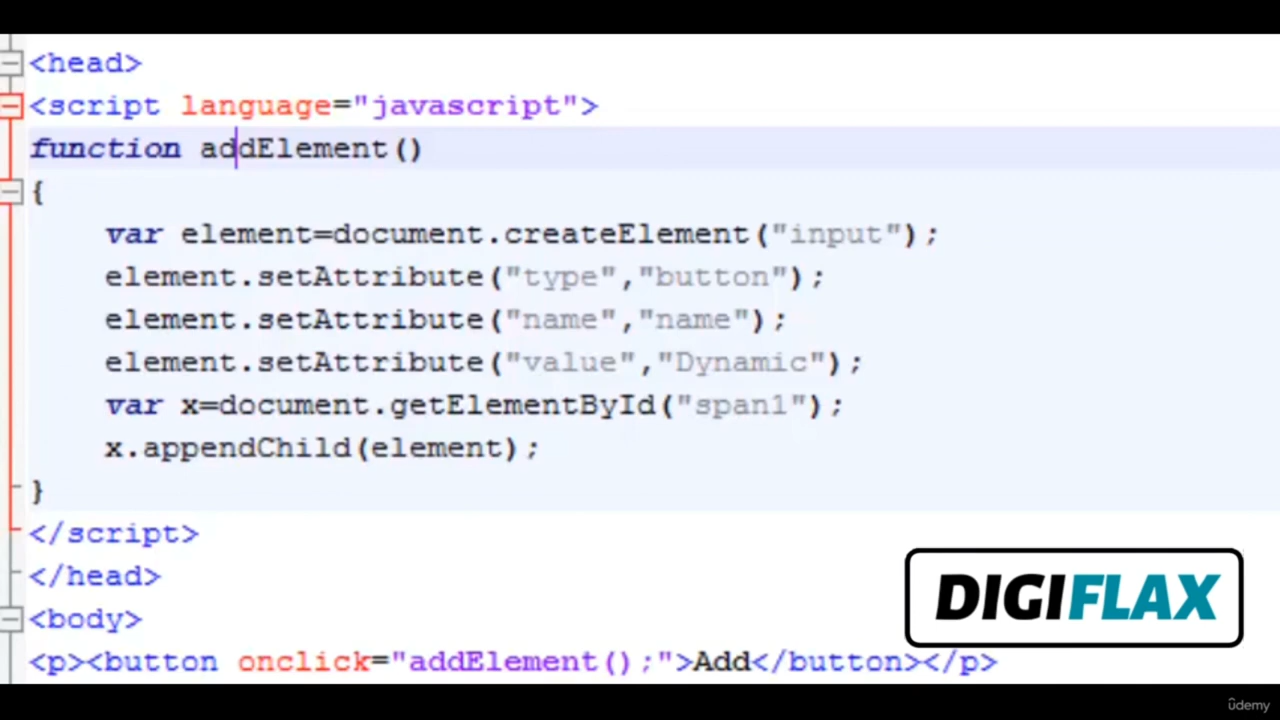 <head>
<script language="javascript">
function addElement()
{
    var element=document.createElement("input");
    element.setAttribute("type","button");
    element.setAttribute("name","name");
    element.setAttribute("value","Dynamic");
    var x=document.getElementById("span1");
    x.appendChild(element);
}
</script>
</head>
<body>
<p><button onclick="addElement();">Add</button></p>
DIGIFLAX
ûdemy